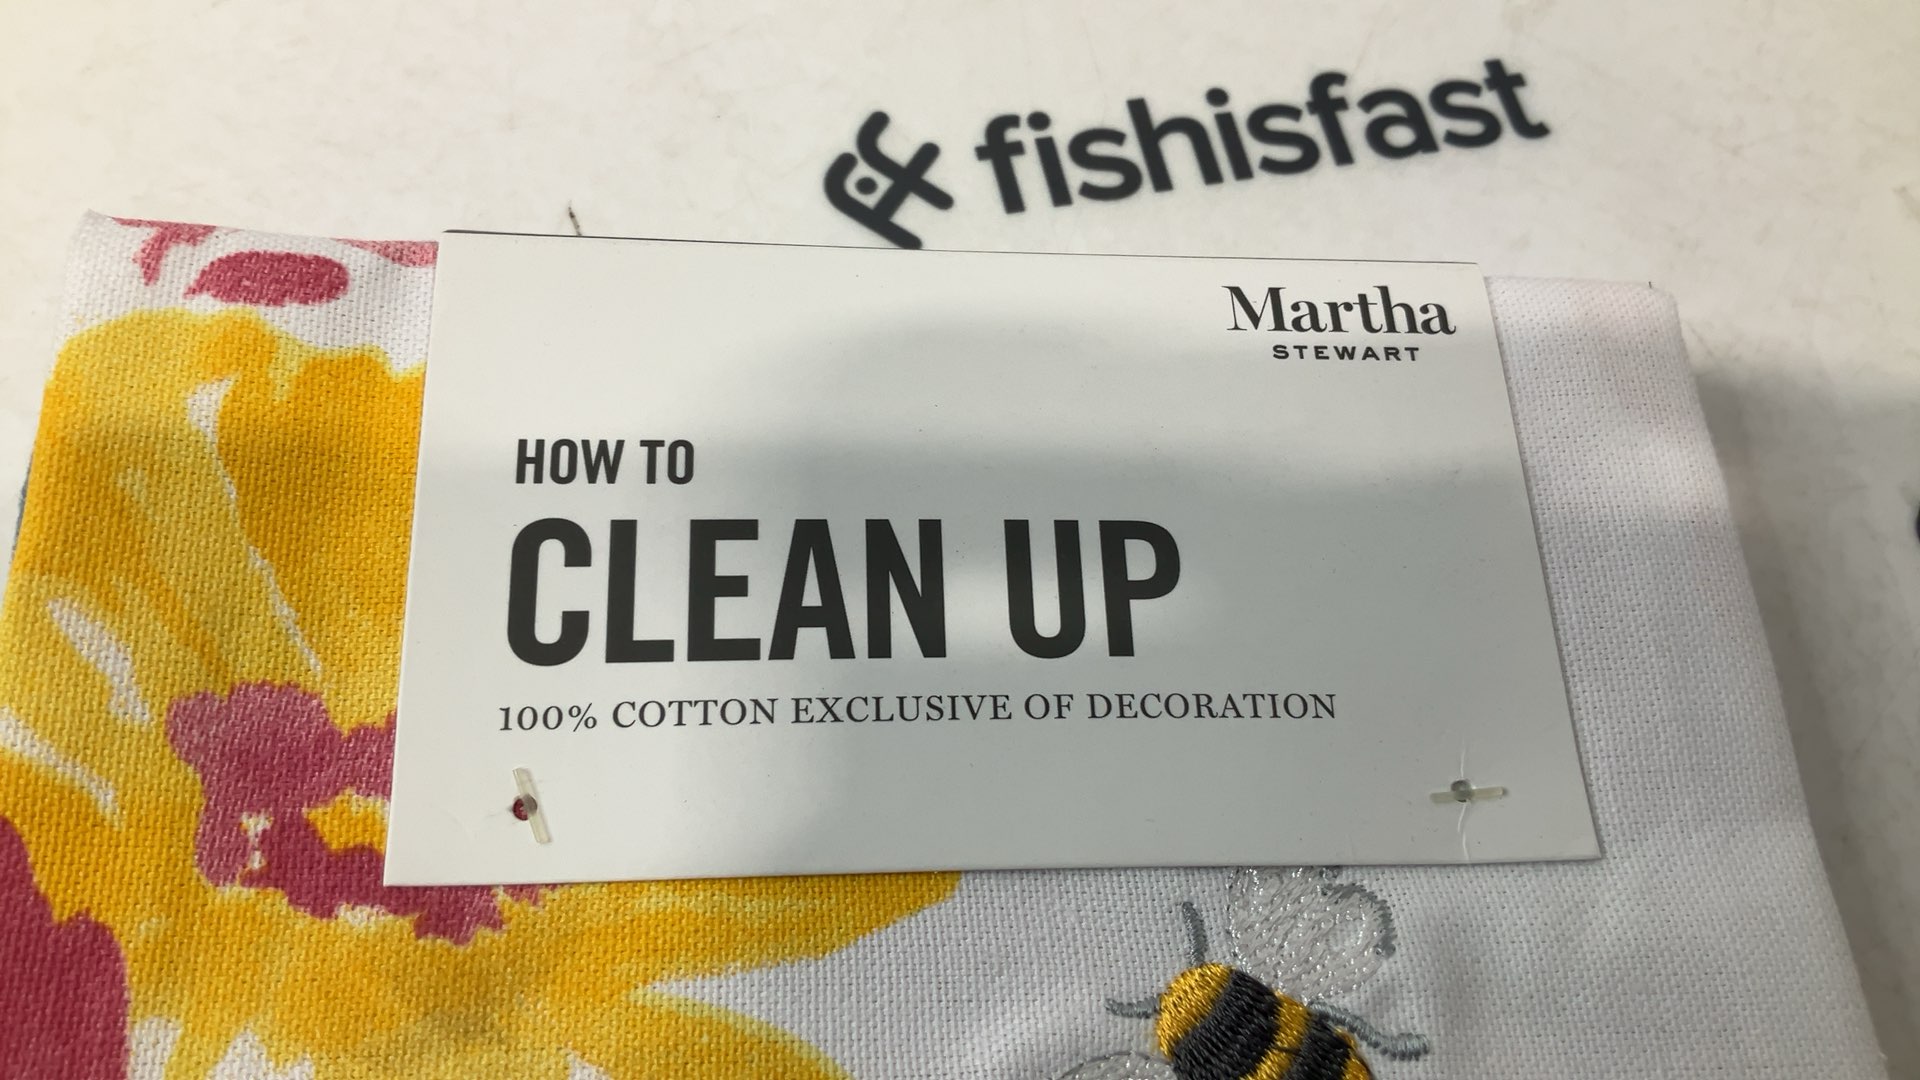 fishisfast
Martha
STEWART
HOW TO
CLEAN UP
100% COTTON EXCLUSIVE OF DECORATION